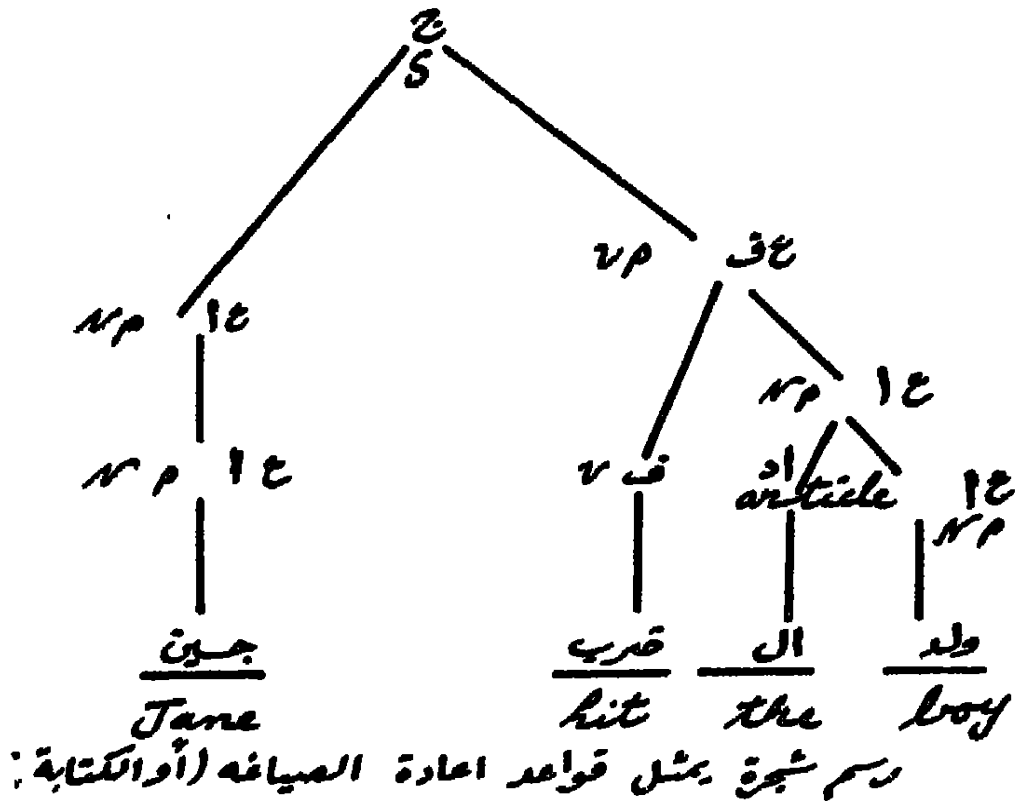 ج
S
VP ع ف
NP ع ا
NP ع ا
NP ع ا
V ف اد
article ع ا
NP
جين ضرب ال ولد
Jane hit the boy
رسم شجرة يمثل قواعد اعادة الصياغه (أو الكتابة: